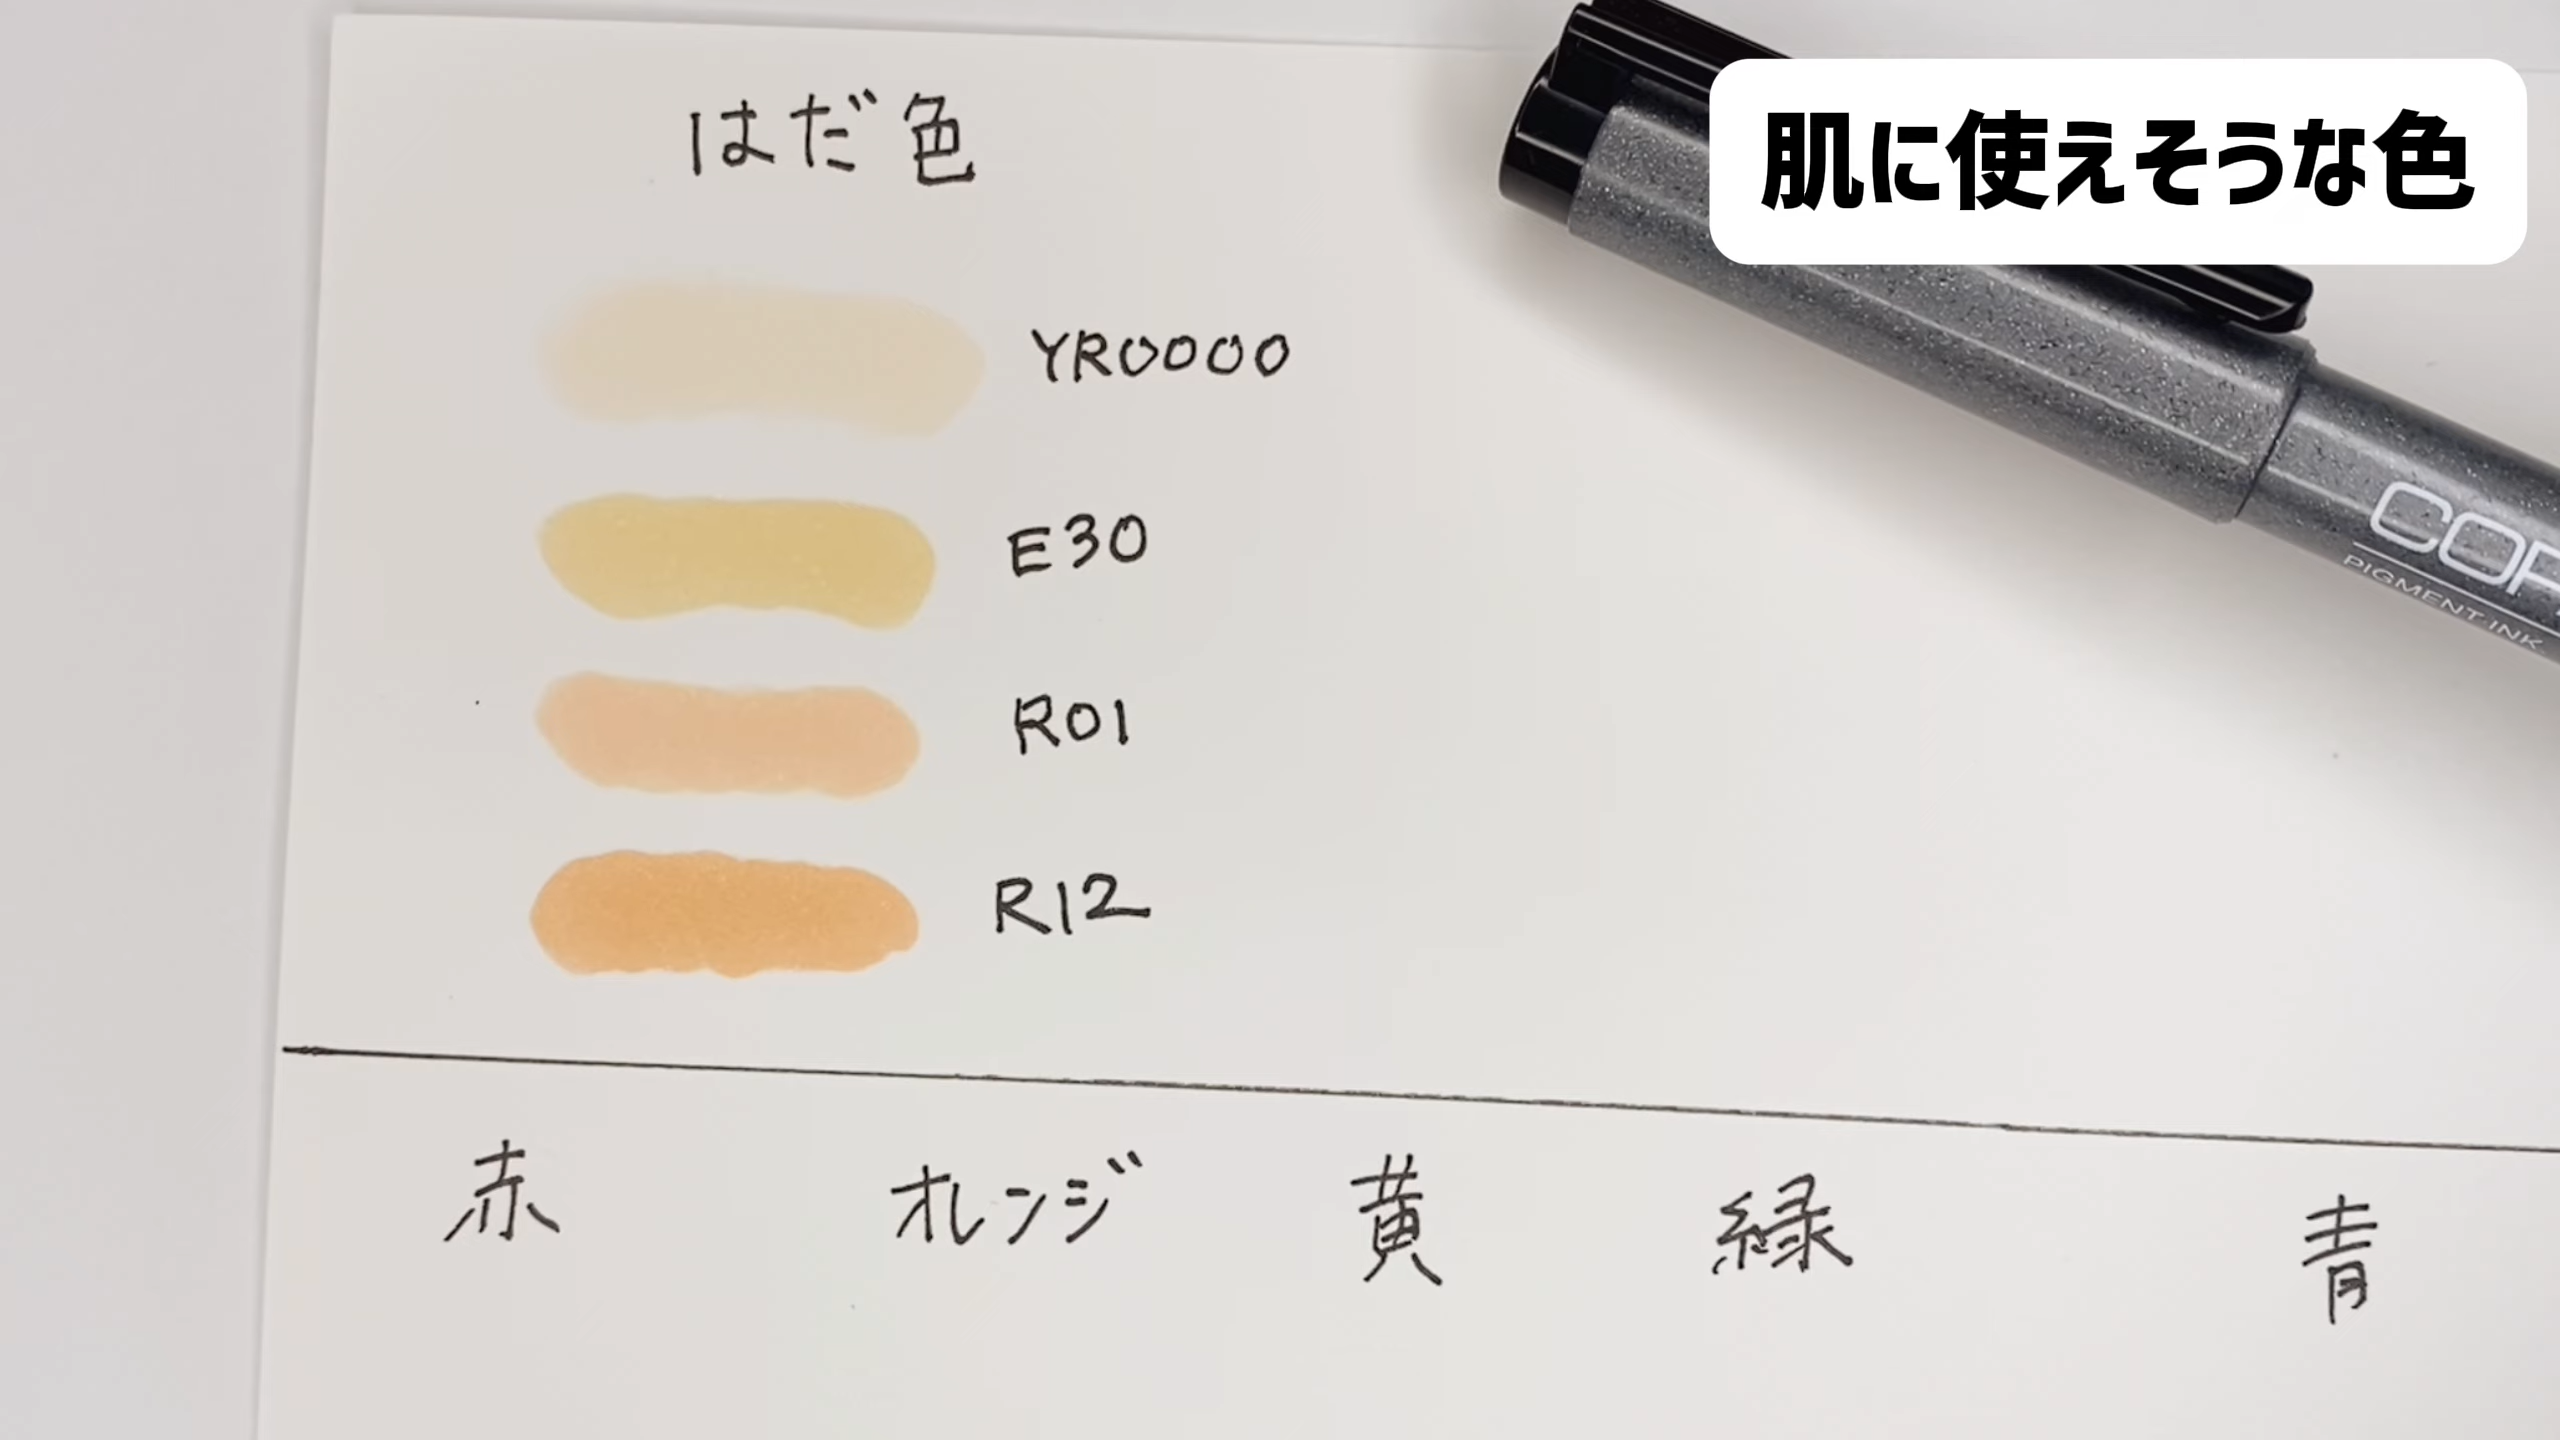 はだ色
肌に使えそうな色
YR0000
E30
R01
R12
PIGMENT INK
赤 オレンジ 黄 緑 青